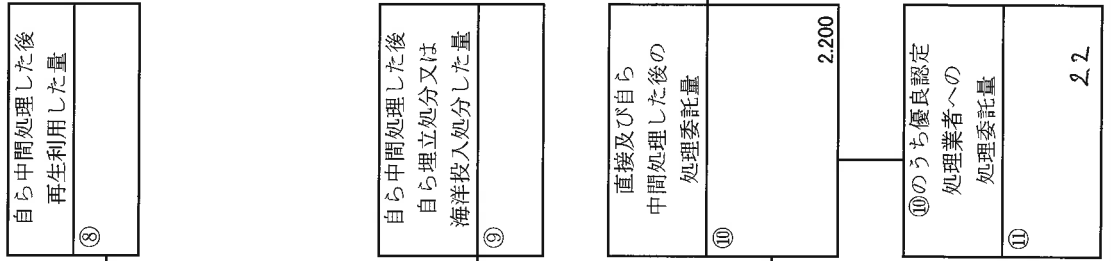 自ら中間処理した後
再生利用した量
⑧
自ら中間処理した後
自ら埋立処分又は
海洋投入処分した量
⑨
直接及び自ら
中間処理した後の
処理委託量
⑩
2.200
⑩のうち優良認定
処理業者への
処理委託量
⑪
22